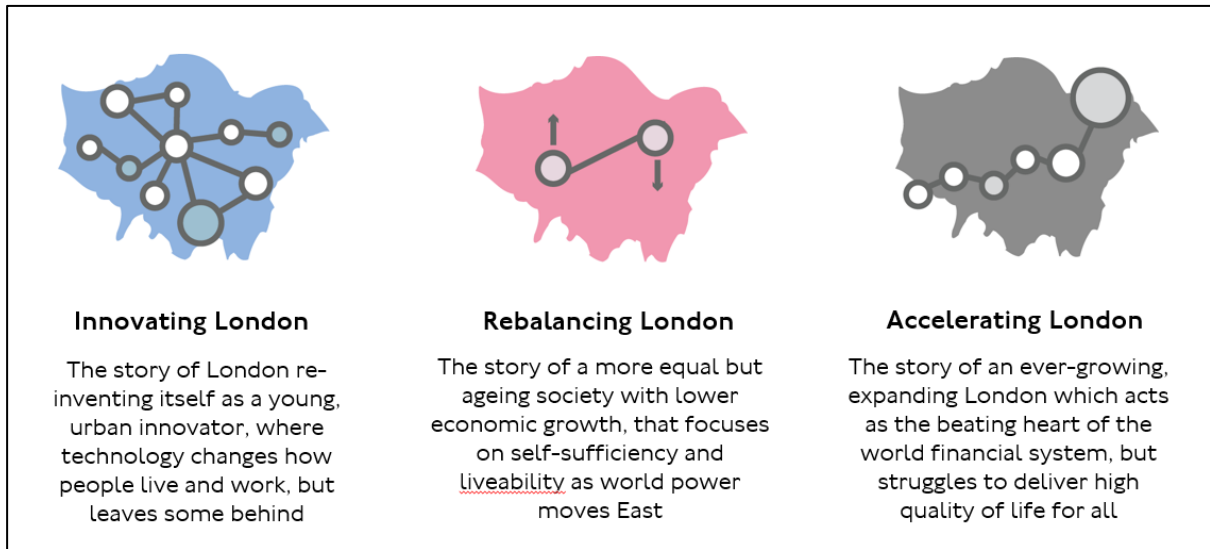 Innovating London
The story of London re-
inventing itself as a young,
urban innovator, where
technology changes how
people live and work, but
leaves some behind
Rebalancing London
The story of a more equal but
ageing society with lower
economic growth, that focuses
on self-sufficiency and
liveability as world power
moves East
Accelerating London
The story of an ever-growing,
expanding London which acts
as the beating heart of the
world financial system, but
struggles to deliver high
quality of life for all